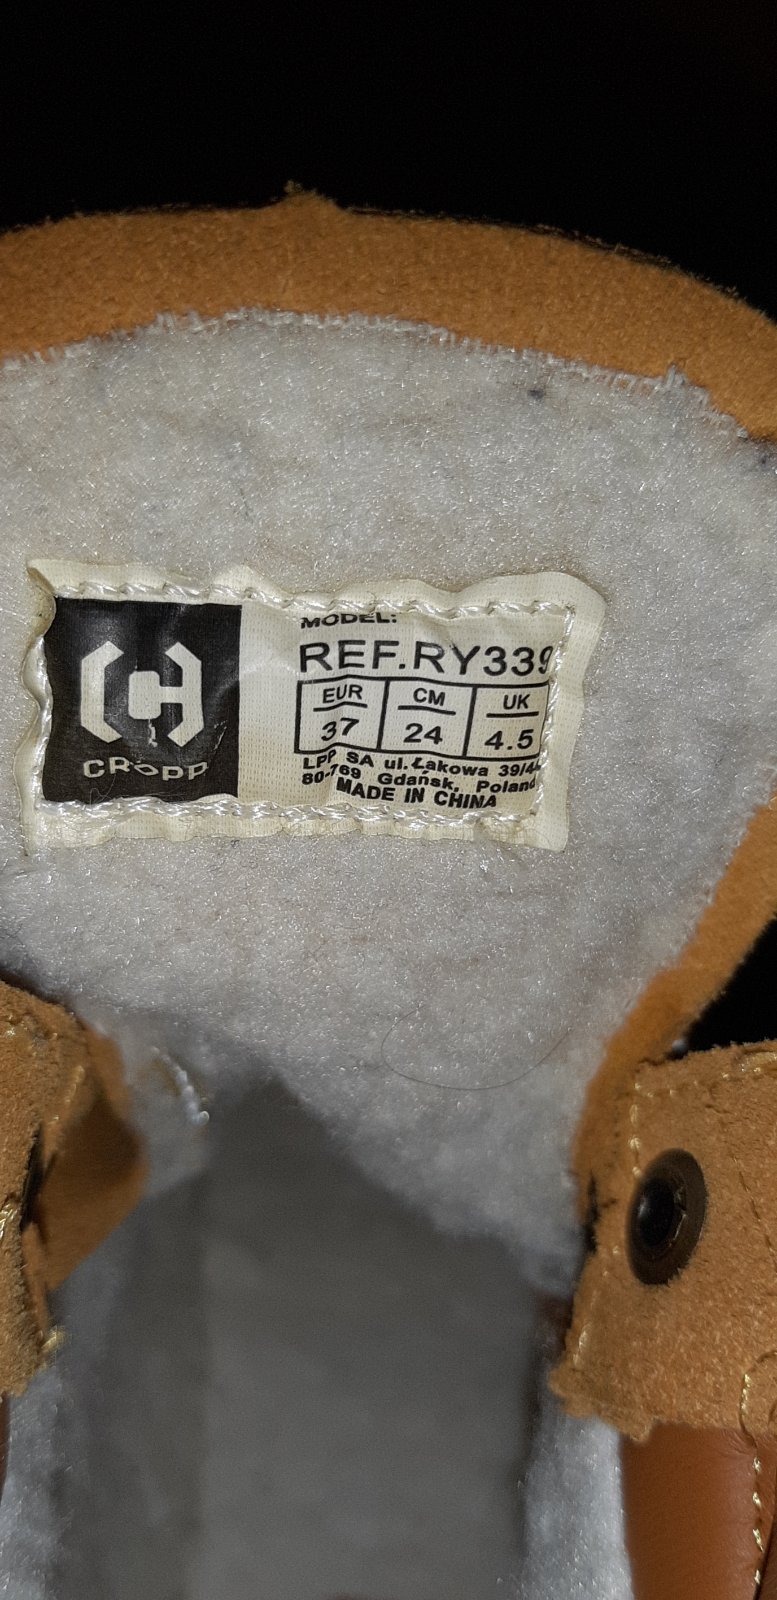 CROPP
MODEL:
REF.RY339
EUR CM UK
37 24 4.5
LPP SA ul. Łakowa 39/44
80-769 Gdańsk, Poland
MADE IN CHINA